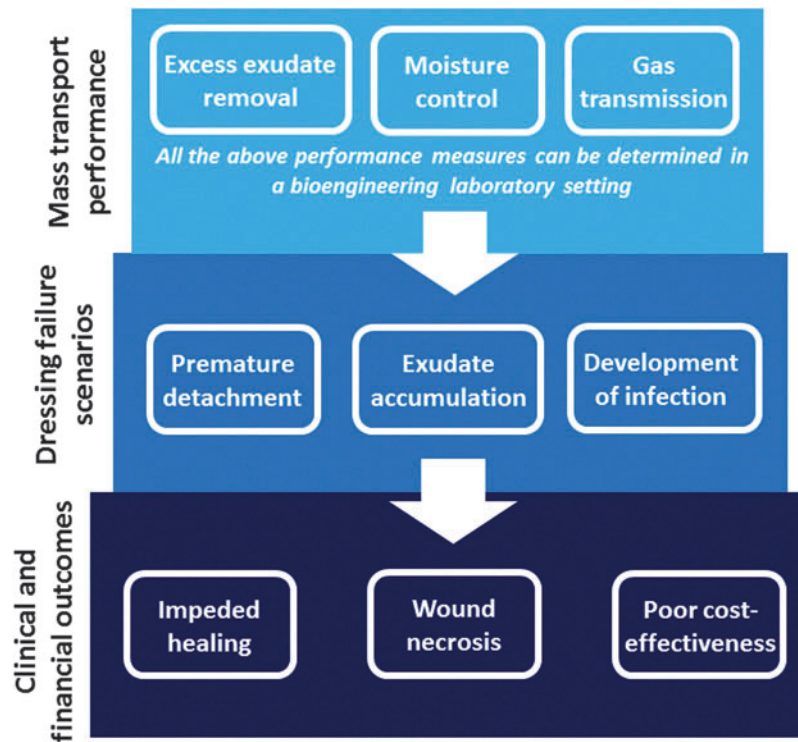 Mass transport
performance
Excess exudate
removal
Moisture
control
Gas
transmission
All the above performance measures can be determined in
a bioengineering laboratory setting
Dressing failure
scenarios
Premature
detachment
Exudate
accumulation
Development
of infection
Clinical and
financial outcomes
Impeded
healing
Wound
necrosis
Poor cost-
effectiveness